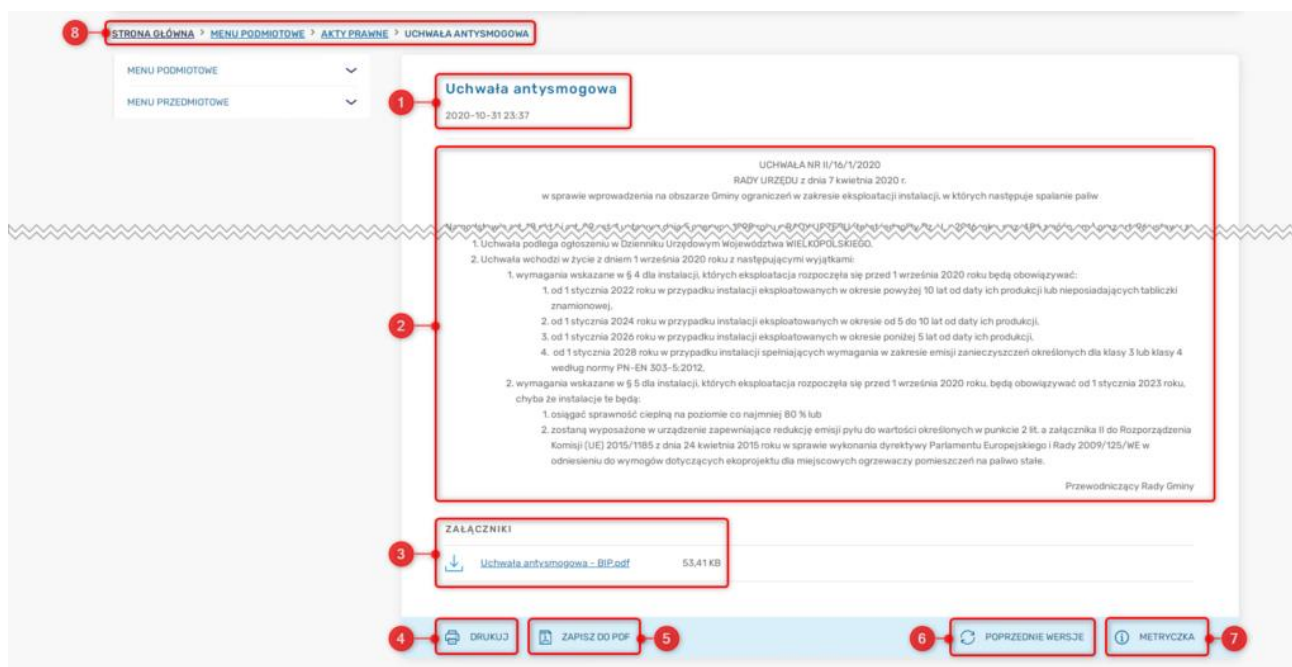 8 STRONA GŁÓWNA > MENU PODMIOTOWE > AKTY PRAWNE > UCHWAŁA ANTYSMOGOWA
MENU PODMIOTOWE
MENU PRZEDMIOTOWE
1 Uchwała antysmogowa
2020-10-31 23:37
UCHWAŁA NR II/16/1/2020
RADY URZĘDU z dnia 7 kwietnia 2020 r.
w sprawie wprowadzenia na obszarze Gminy ograniczeń w zakresie eksploatacji instalacji, w których następuje spalanie paliw
1. Uchwała podlega ogłoszeniu w Dzienniku Urzędowym Województwa WIELKOPOLSKIEGO.
2. Uchwała wchodzi w życie z dniem 1 września 2020 roku z następującymi wyjątkami:
1. wymagania wskazane w § 4 dla instalacji, których eksploatacja rozpoczęła się przed 1 września 2020 roku będą obowiązywać:
1. od 1 stycznia 2022 roku w przypadku instalacji eksploatowanych w okresie powyżej 10 lat od daty ich produkcji lub nieposiadających tabliczki
znamionowej,
2. od 1 stycznia 2024 roku w przypadku instalacji eksploatowanych w okresie od 5 do 10 lat od daty ich produkcji,
2 3. od 1 stycznia 2026 roku w przypadku instalacji eksploatowanych w okresie poniżej 5 lat od daty ich produkcji,
4. od 1 stycznia 2028 roku w przypadku instalacji spełniających wymagania w zakresie emisji zanieczyszczeń określonych dla klasy 3 lub klasy 4
według normy PN-EN 303-5:2012,
2. wymagania wskazane w § 5 dla instalacji, których eksploatacja rozpoczęła się przed 1 września 2020 roku, będą obowiązywać od 1 stycznia 2023 roku,
chyba że instalacje te będą:
1. osiągać sprawność cieplną na poziomie co najmniej 80 % lub
2. zostaną wyposażone w urządzenie zapewniające redukcję emisji pyłu do wartości określonych w punkcie 2 lit. a załącznika II do Rozporządzenia
Komisji (UE) 2015/1185 z dnia 24 kwietnia 2015 roku w sprawie wykonania dyrektywy Parlamentu Europejskiego i Rady 2009/125/WE w
odniesieniu do wymogów dotyczących ekoprojektu dla miejscowych ogrzewaczy pomieszczeń na paliwo stałe.
Przewodniczący Rady Gminy
ZAŁĄCZNIKI
3 Uchwała antysmogowa - BIP.pdf 53,41 KB
4 DRUKUJ ZAPISZ DO PDF 5 6 POPRZEDNIE WERSJE METRYCZKA 7